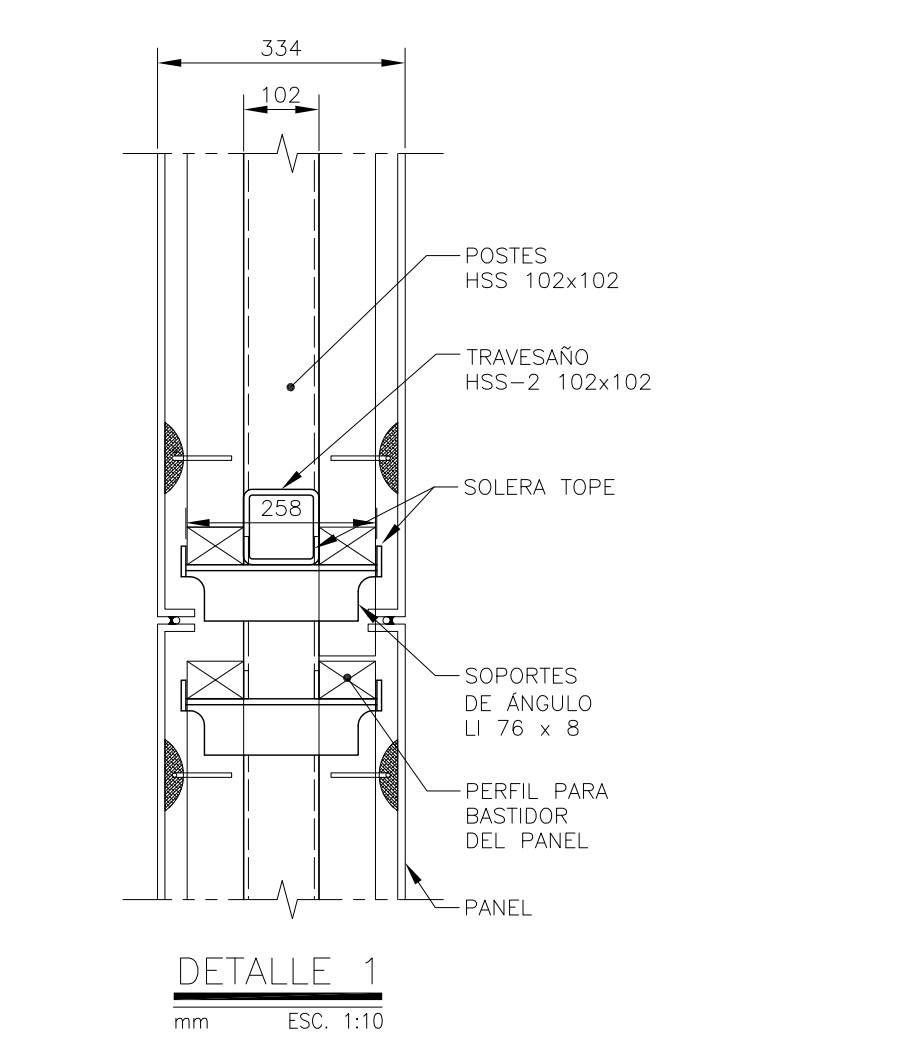 334
102
POSTES
HSS 102x102
TRAVESAÑO
HSS-2 102x102
SOLERA TOPE
258
SOPORTES
DE ÁNGULO
LI 76 x 8
PERFIL PARA
BASTIDOR
DEL PANEL
PANEL
DETALLE 1
mm ESC. 1:10